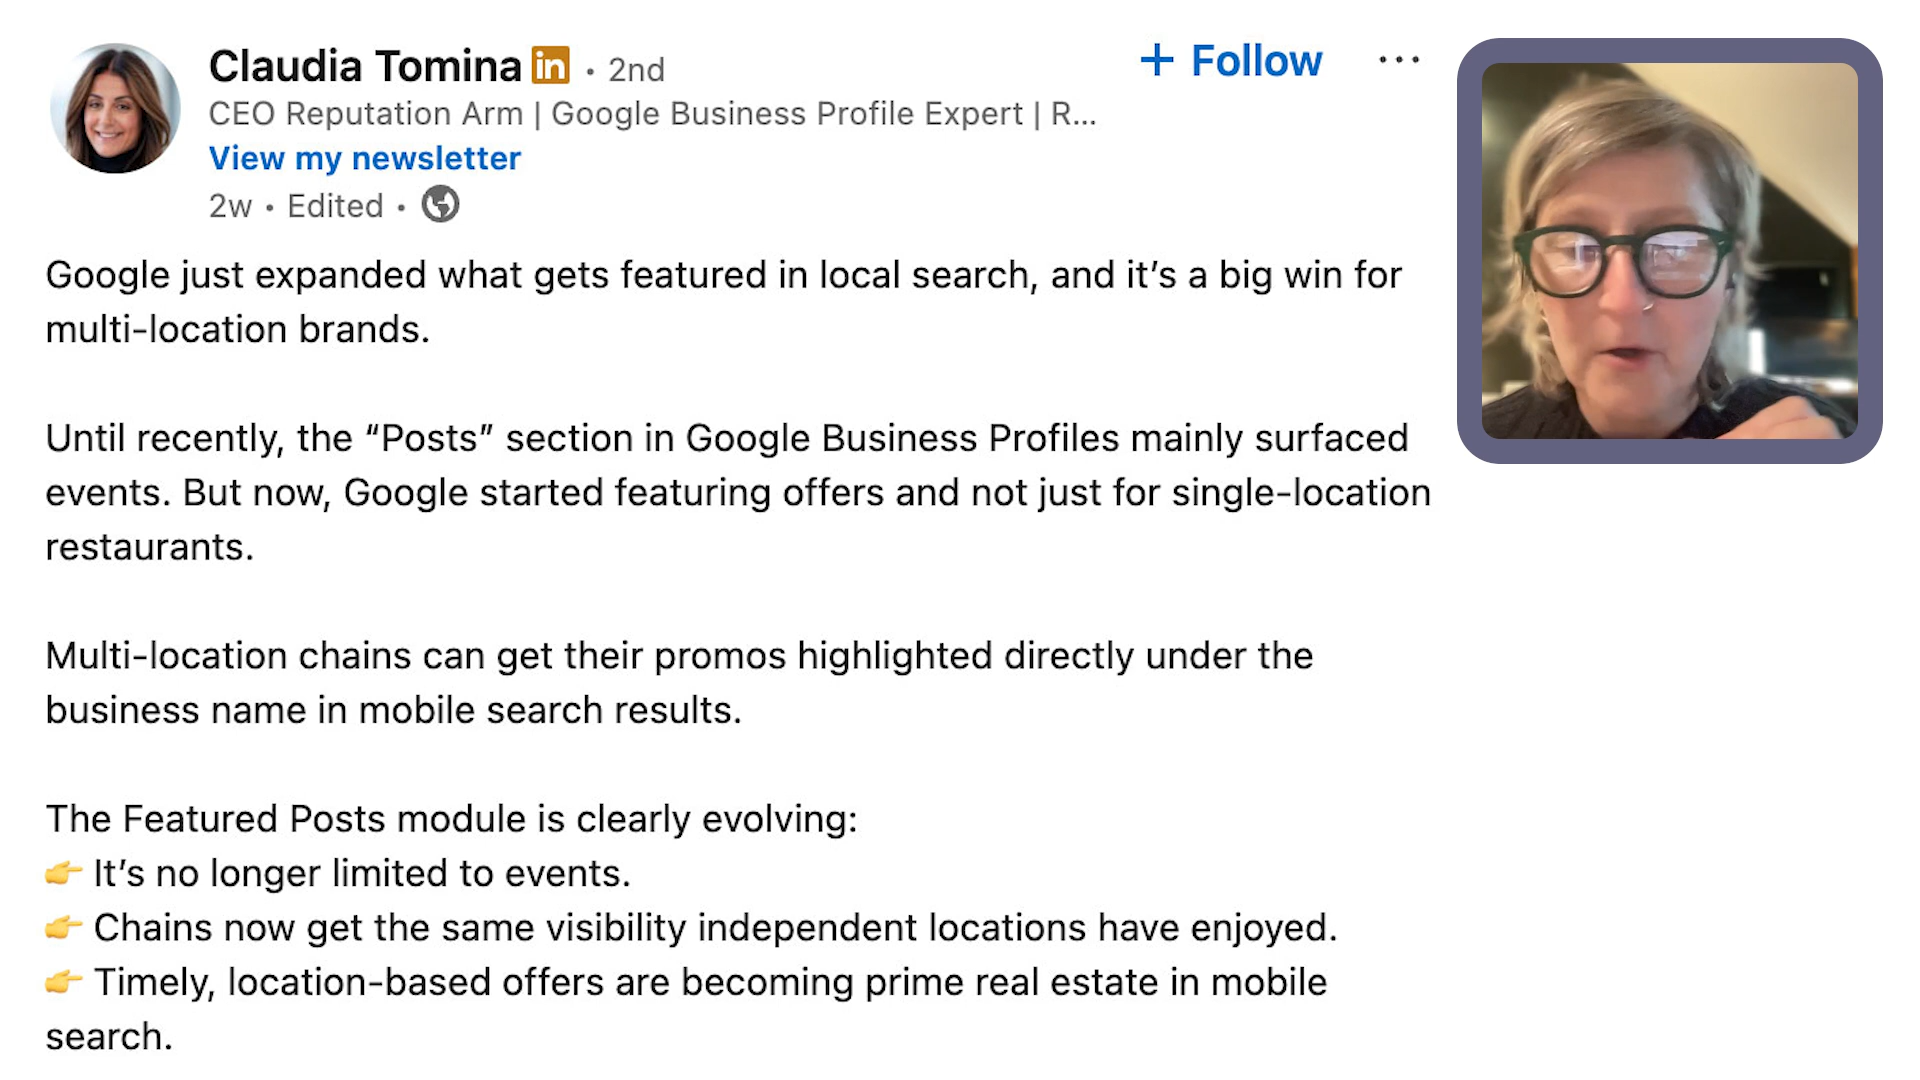 Claudia Tomina in · 2nd
+ Follow ...
CEO Reputation Arm | Google Business Profile Expert | R...
View my newsletter
2w • Edited •
Google just expanded what gets featured in local search, and it’s a big win for
multi-location brands.
Until recently, the “Posts” section in Google Business Profiles mainly surfaced
events. But now, Google started featuring offers and not just for single-location
restaurants.
Multi-location chains can get their promos highlighted directly under the
business name in mobile search results.
The Featured Posts module is clearly evolving:
👉 It’s no longer limited to events.
👉 Chains now get the same visibility independent locations have enjoyed.
👉 Timely, location-based offers are becoming prime real estate in mobile
search.